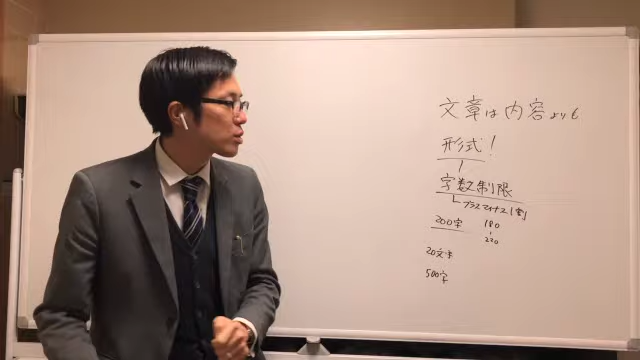 文章は内容よりも
形式!
字数制限
プラスマイナス1割
200字 180
220
20文字
500字